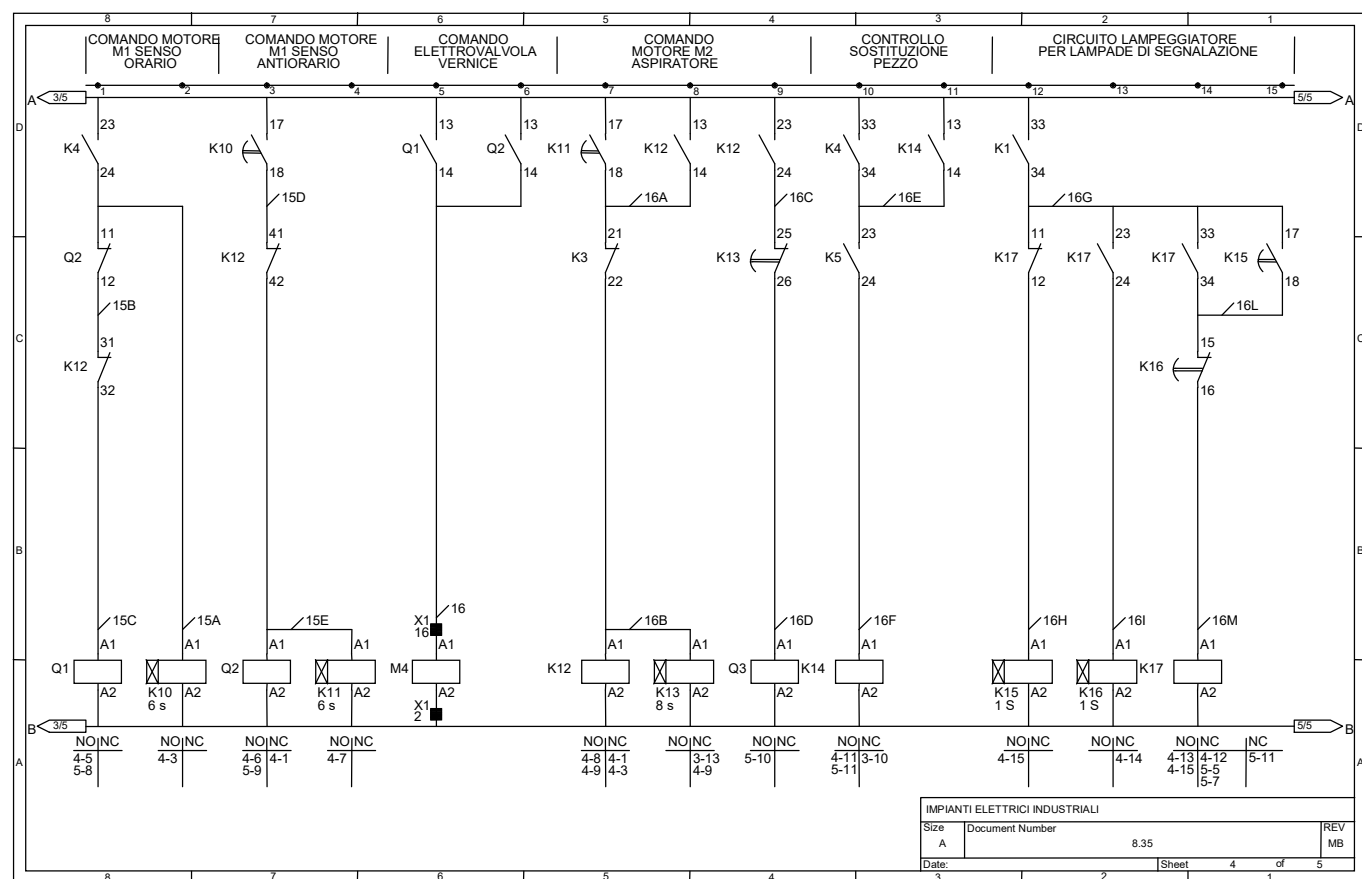 8 7 6 5 4 3 2 1
COMANDO MOTORE
M1 SENSO
ORARIO
COMANDO MOTORE
M1 SENSO
ANTIORARIO
COMANDO
ELETTROVALVOLA
VERNICE
COMANDO
MOTORE M2
ASPIRATORE
CONTROLLO
SOSTITUZIONE
PEZZO
CIRCUITO LAMPEGGIATORE
PER LAMPADE DI SEGNALAZIONE
A 3/5 1 2 3 4 5 6 7 8 9 10 11 12 13 14 15 5/5 A
D 23 17 13 13 17 13 23 33 13 33 D
K4 K10 Q1 Q2 K11 K12 K12 K4 K14 K1
24 18 14 14 18 14 24 34 14 34
15D 16A 16C 16E 16G
11 41 21 25 23 11 23 33 17
Q2 K12 K3 K13 K5 K17 K17 K17 K15
12 42 22 26 24 12 24 34 18
15B 16L
C 31 15 C
K12 K16
32 16
B B
15C 15A 15E X1 16 16B 16D 16F 16H 16I 16M
16
A1 A1 A1 A1 A1 A1 A1 A1 A1 A1 A1 A1
Q1 Q2 M4 K12 Q3 K14 K17
K10 A2 K11 A2 K13 A2 K15 A2 K16 A2
A2 A2 A2 A2 A2 A2 A2
6 s 6 s 8 s 1 S 1 S
X1
2
B 3/5 5/5 B
NO NC NO NC NO NC NO NC NO NC NO NC NO NC NO NC NO NC NO NC NO NC NC
A 4-5 4-3 4-6 4-1 4-7 4-8 4-1 3-13 5-10 4-11 3-10 4-15 4-14 4-13 4-12 5-11 A
5-8 5-9 4-9 4-3 4-9 5-11 4-15 5-5
5-7
IMPIANTI ELETTRICI INDUSTRIALI
Size Document Number REV
A 8.35 MB
Date: Sheet 4 of 5
8 7 6 5 4 3 2 1